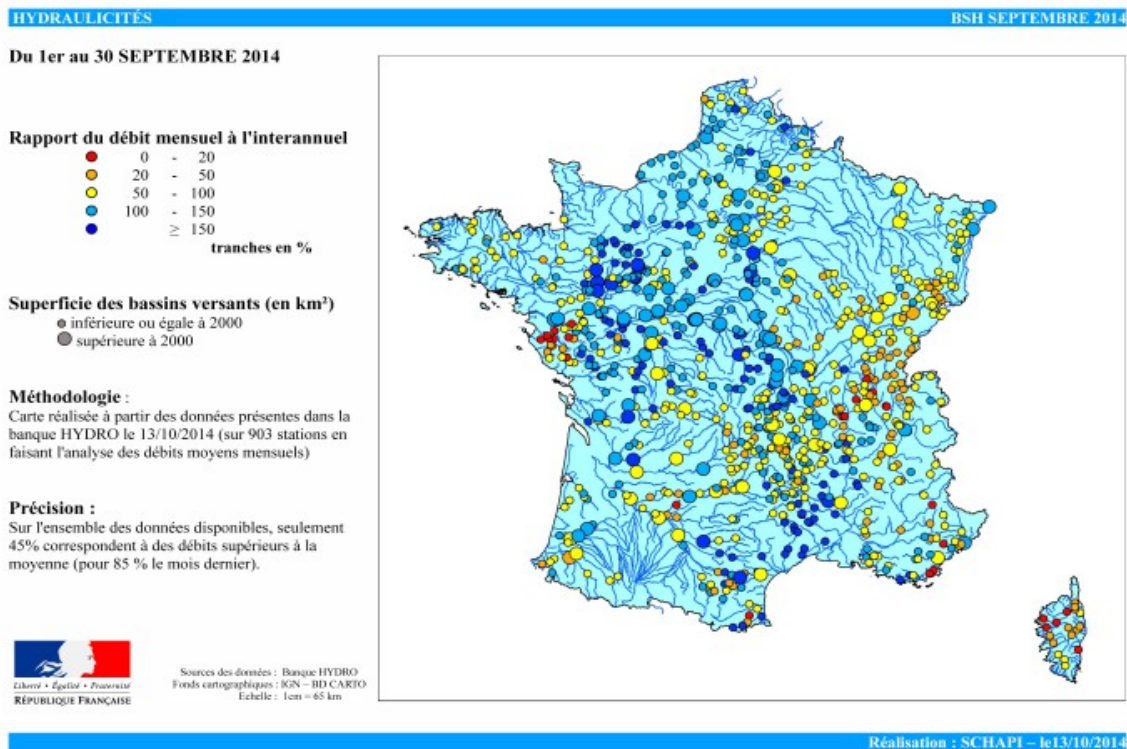 HYDRAULICITÉS
BSH SEPTEMBRE 2014
Du 1er au 30 SEPTEMBRE 2014
Rapport du débit mensuel à l'interannuel
0 - 20
20 - 50
50 - 100
100 - 150
≥ 150
tranches en %
Superficie des bassins versants (en km²)
inférieure ou égale à 2000
supérieure à 2000
Méthodologie :
Carte réalisée à partir des données présentes dans la
banque HYDRO le 13/10/2014 (sur 903 stations en
faisant l'analyse des débits moyens mensuels)
Précision :
Sur l'ensemble des données disponibles, seulement
45% correspondent à des débits supérieurs à la
moyenne (pour 85 % le mois dernier).
Liberté • Égalité • Fraternité
RÉPUBLIQUE FRANÇAISE
Sources des données : Banque HYDRO
Fonds cartographiques : IGN – BD CARTO
Echelle : 1cm = 65 km
Réalisation : SCHAPI – le13/10/2014